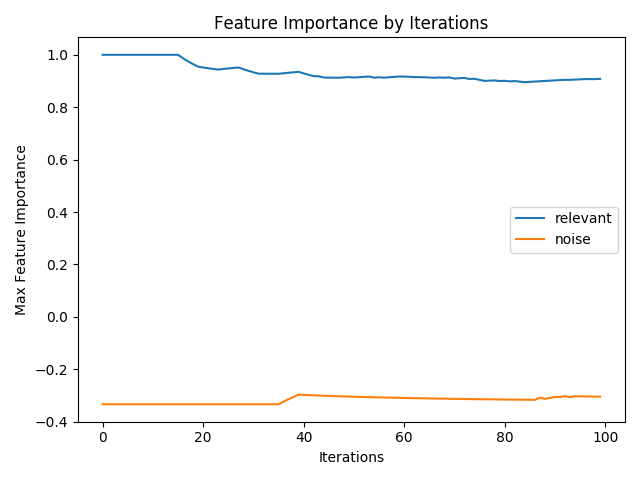 Feature Importance by Iterations
1.0
0.8
0.6
0.4
0.2
0.0
−0.2
−0.4
Max Feature Importance
relevant
noise
0 20 40 60 80 100
Iterations